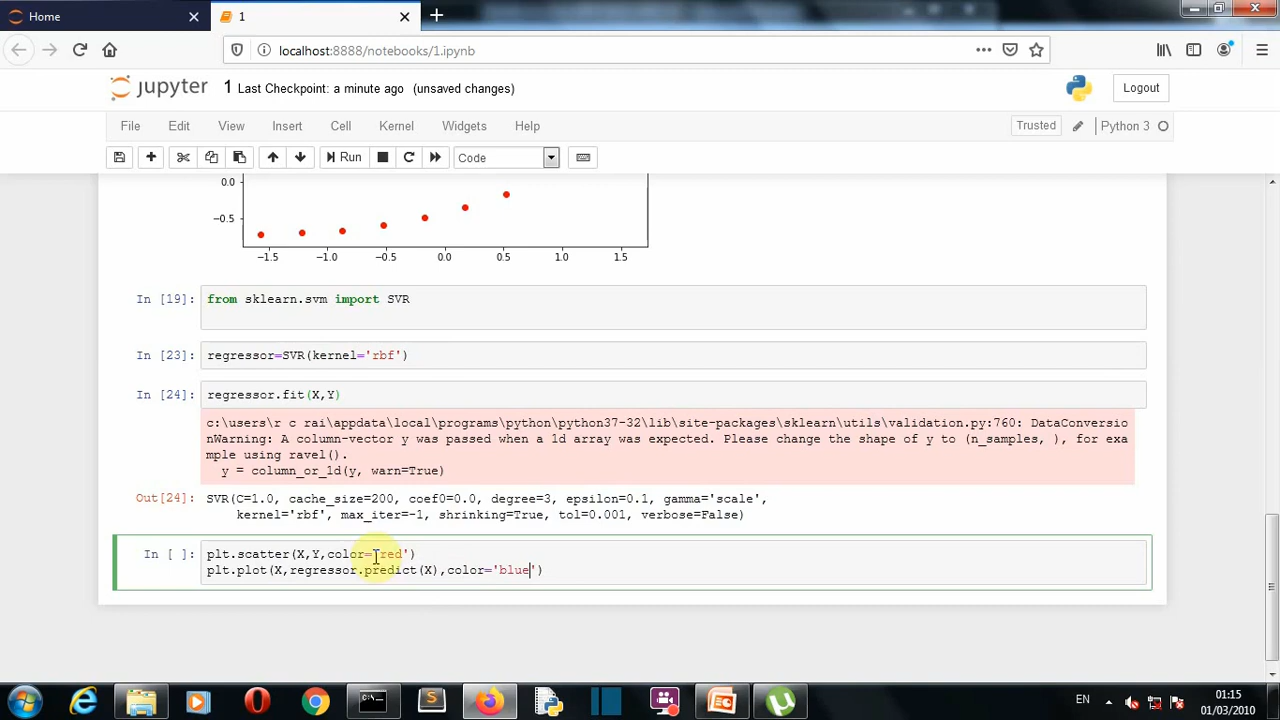 Home
1
localhost:8888/notebooks/1.ipynb
jupyter 1 Last Checkpoint: a minute ago (unsaved changes)
Logout
File Edit View Insert Cell Kernel Widgets Help
Trusted Python 3
Run Code
0.0
−0.5
−1.5 −1.0 −0.5 0.0 0.5 1.0 1.5
In [19]: from sklearn.svm import SVR
In [23]: regressor=SVR(kernel='rbf')
In [24]: regressor.fit(X,Y)
c:\users\r c rai\appdata\local\programs\python\python37-32\lib\site-packages\sklearn\utils\validation.py:760: DataConversio
nWarning: A column-vector y was passed when a 1d array was expected. Please change the shape of y to (n_samples, ), for exa
mple using ravel().
y = column_or_1d(y, warn=True)
Out[24]: SVR(C=1.0, cache_size=200, coef0=0.0, degree=3, epsilon=0.1, gamma='scale',
kernel='rbf', max_iter=-1, shrinking=True, tol=0.001, verbose=False)
In [ ]: plt.scatter(X,Y,color='red')
plt.plot(X,regressor.predict(X),color='blue')
EN
01:15
01/03/2010